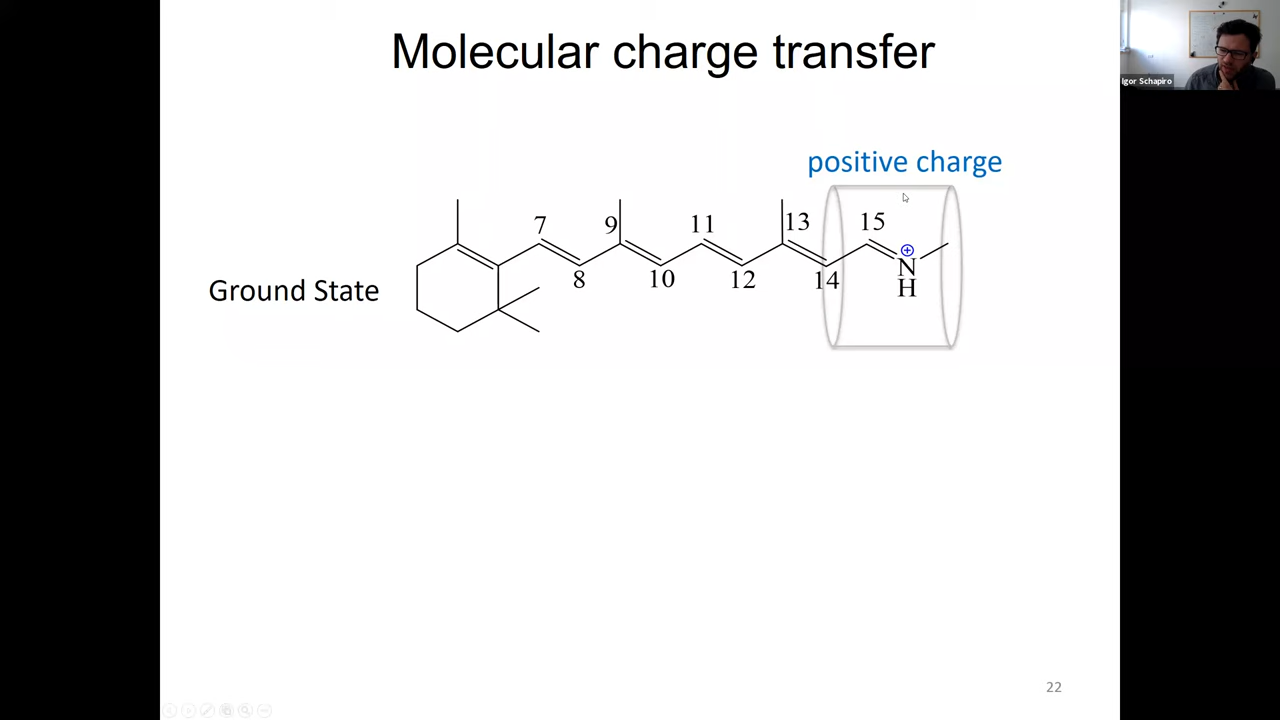 Molecular charge transfer
Igor Schapiro
positive charge
7 9 11 13 15
8 10 12 14 N
H
Ground State
22